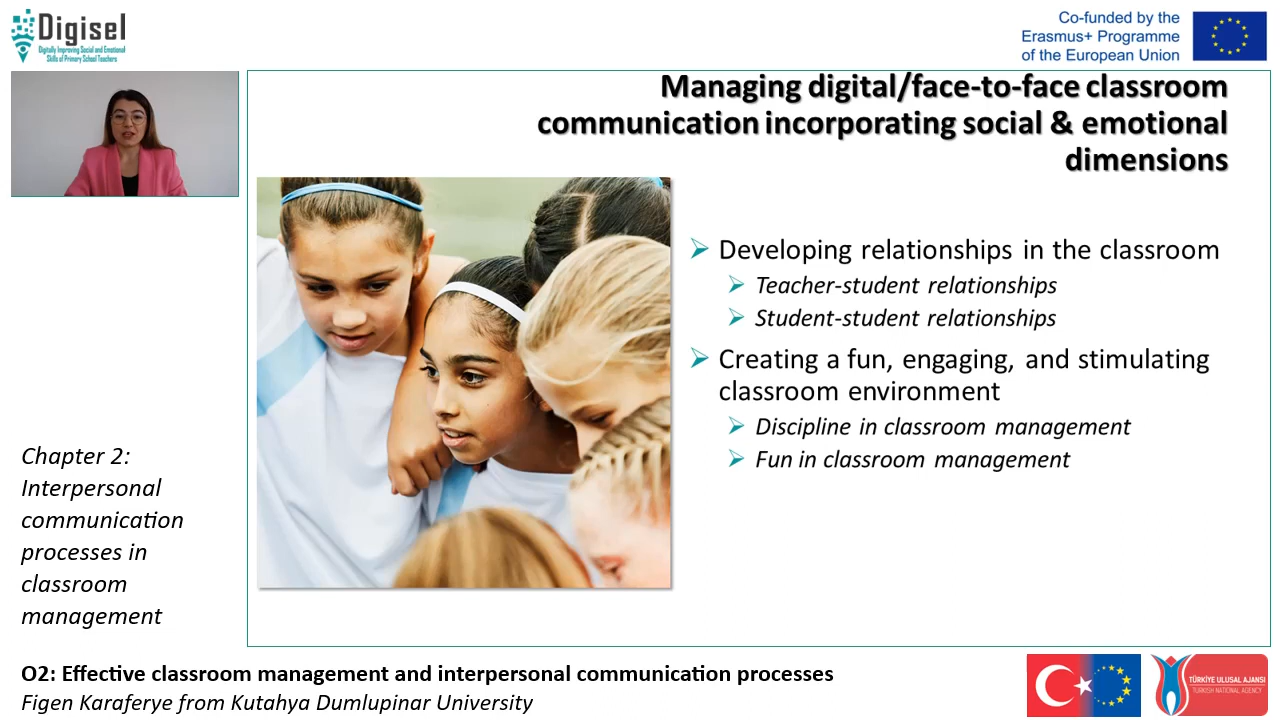 Digisel
Digitally Improving Social and Emotional
Skills of Primary School Teachers
Co-funded by the
Erasmus+ Programme
of the European Union
Managing digital/face-to-face classroom
communication incorporating social & emotional
dimensions
Developing relationships in the classroom
Teacher-student relationships
Student-student relationships
Creating a fun, engaging, and stimulating
classroom environment
Discipline in classroom management
Fun in classroom management
Chapter 2:
Interpersonal
communication
processes in
classroom
management
O2: Effective classroom management and interpersonal communication processes
Figen Karaferye from Kutahya Dumlupinar University
TÜRKİYE ULUSAL AJANSI
TURKISH NATIONAL AGENCY